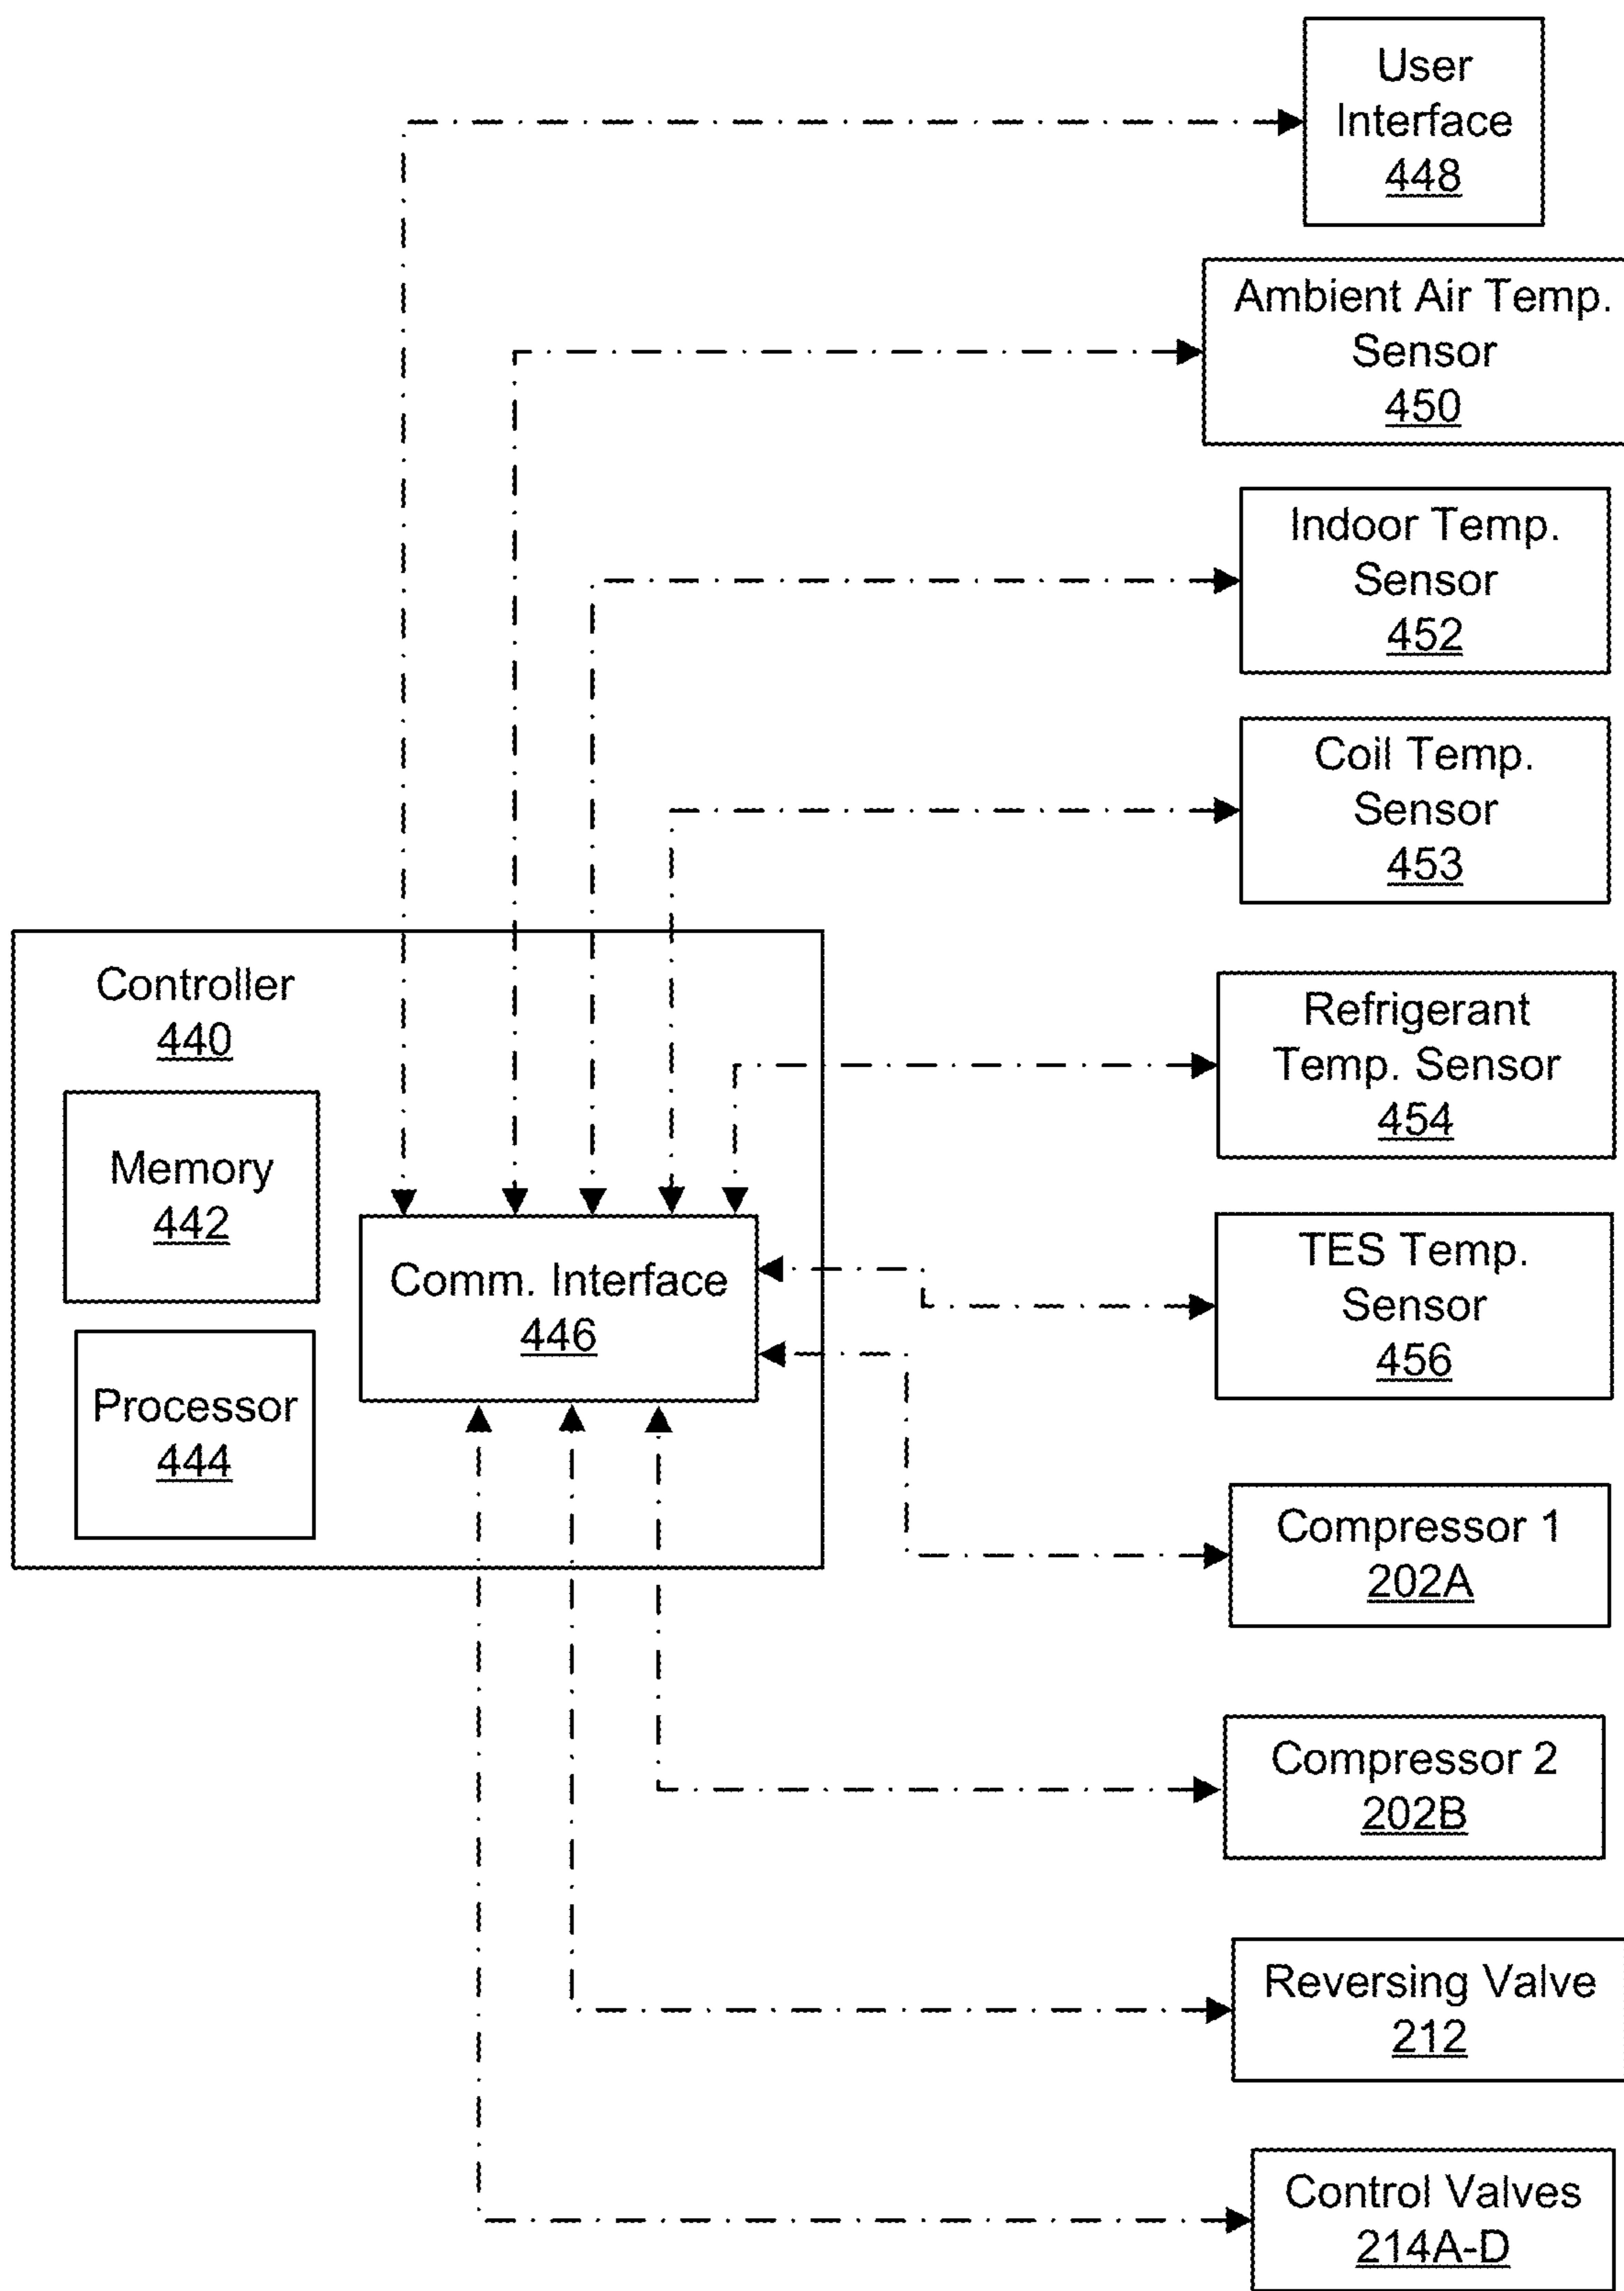 User
Interface
448
Ambient Air Temp.
Sensor
450
Indoor Temp.
Sensor
452
Coil Temp.
Sensor
453
Controller
440
Refrigerant
Temp. Sensor
454
Memory
442
Comm. Interface
446
TES Temp.
Sensor
456
Processor
444
Compressor 1
202A
Compressor 2
202B
Reversing Valve
212
Control Valves
214A-D